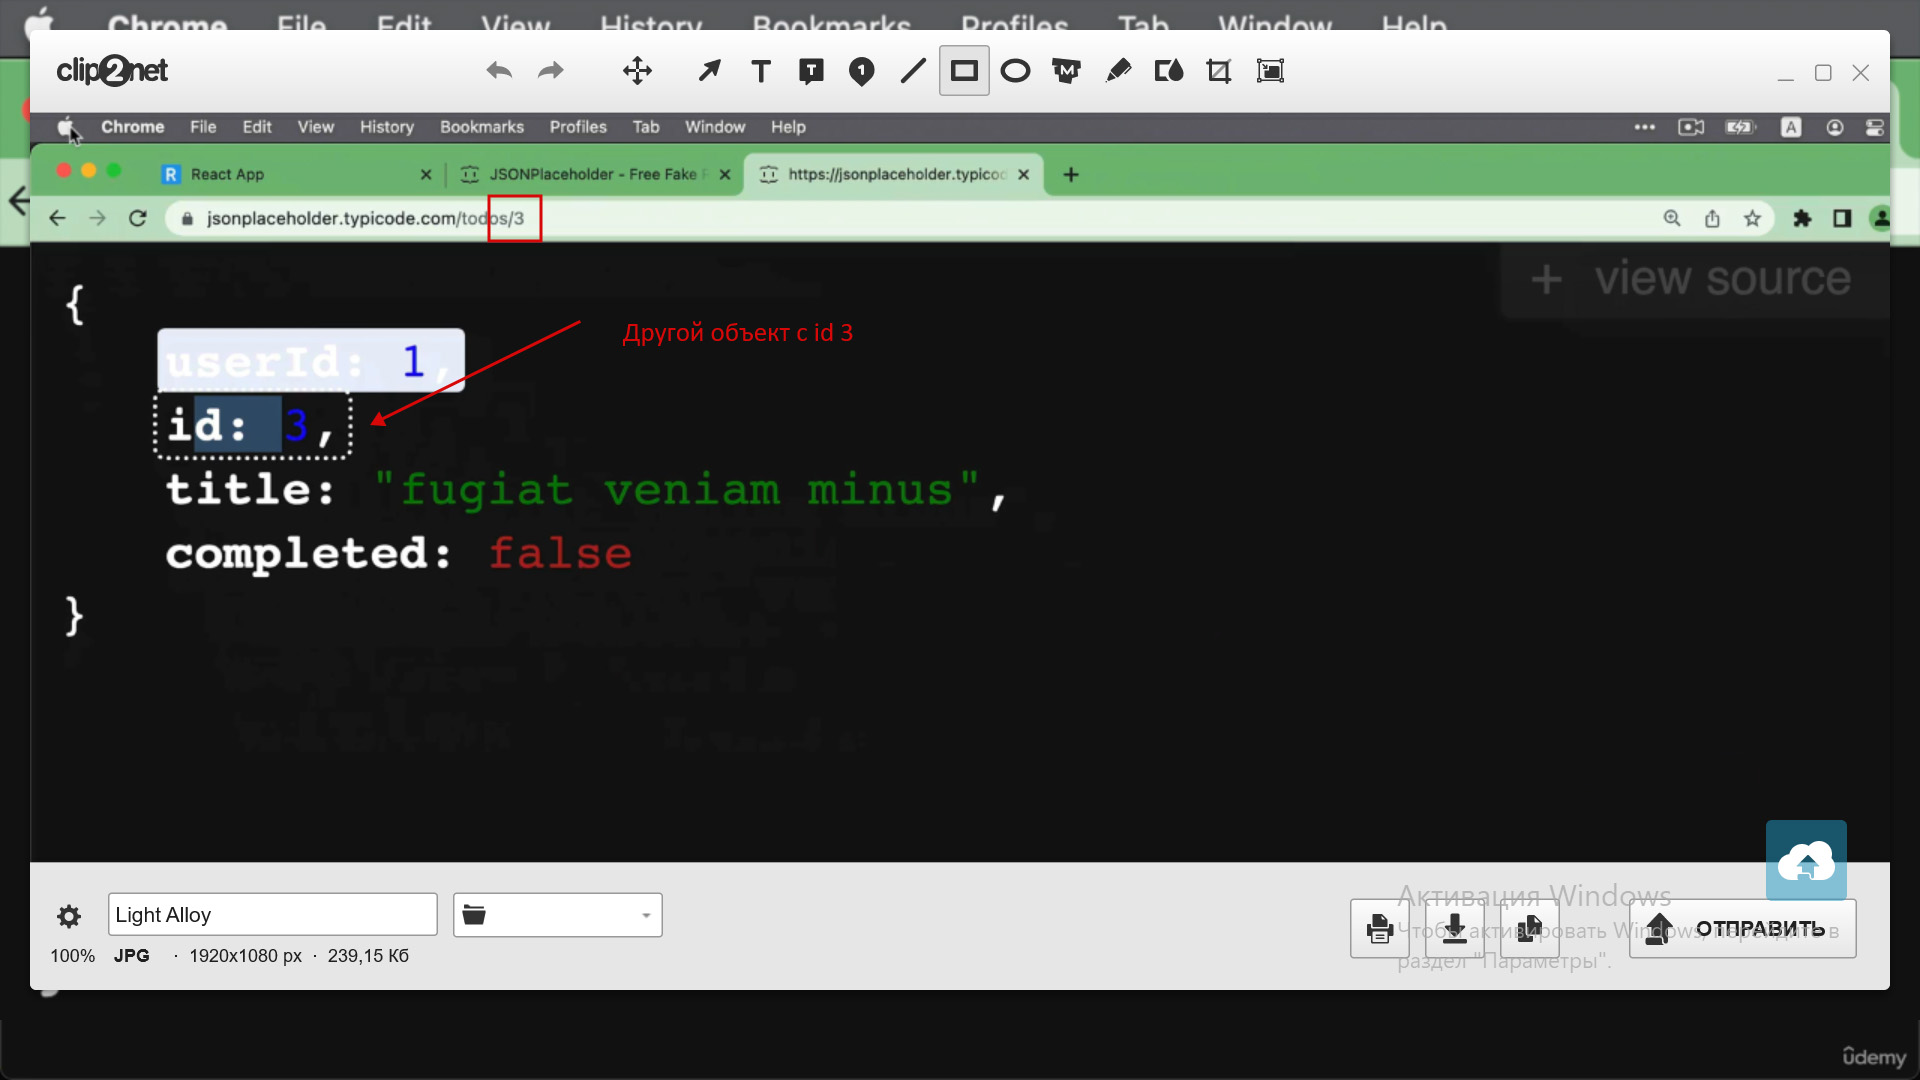 Chrome File Edit View History Bookmarks Profiles Tab Window Help
clip2net
Chrome File Edit View History Bookmarks Profiles Tab Window Help
A
React App
JSONPlaceholder - Free Fake
https://jsonplaceholder.typico
jsonplaceholder.typicode.com/todos/3
+ view source
{
userId: 1,
Другой объект с id 3
id: 3,
title: "fugiat veniam minus",
completed: false
}
Light Alloy
Активация Windows
Чтобы активировать Windows, перейдите в
раздел "Параметры".
ОТПРАВИТЬ
100% JPG · 1920x1080 px · 239,15 Кб
ûdemy